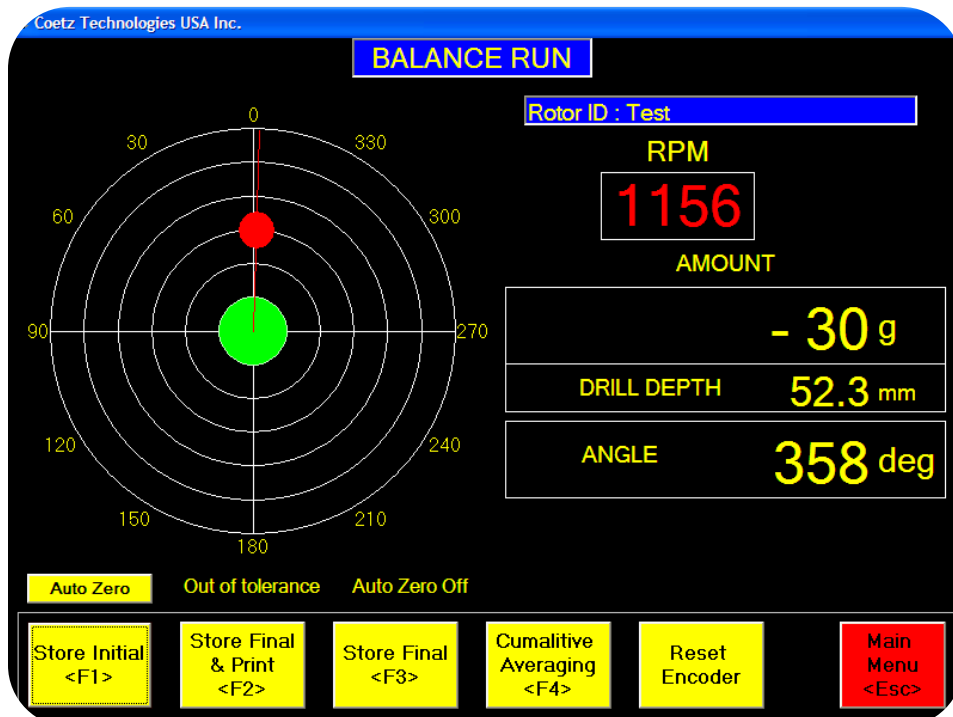 Coetz Technologies USA Inc.
BALANCE RUN
Rotor ID : Test
RPM
1156
AMOUNT
- 30 g
DRILL DEPTH 52.3 mm
ANGLE 358 deg
0
30 330
60 300
90 270
120 240
150 210
180
Auto Zero Out of tolerance Auto Zero Off
Store Initial
<F1>
Store Final
& Print
<F2>
Store Final
<F3>
Cumalitive
Averaging
<F4>
Reset
Encoder
Main
Menu
<Esc>